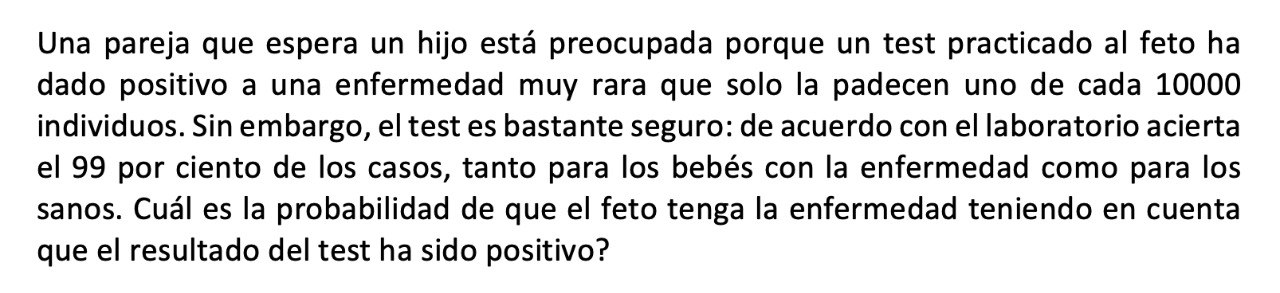 Una pareja que espera un hijo está preocupada porque un test practicado al feto ha
dado positivo a una enfermedad muy rara que solo la padecen uno de cada 10000
individuos. Sin embargo, el test es bastante seguro: de acuerdo con el laboratorio acierta
el 99 por ciento de los casos, tanto para los bebés con la enfermedad como para los
sanos. Cuál es la probabilidad de que el feto tenga la enfermedad teniendo en cuenta
que el resultado del test ha sido positivo?